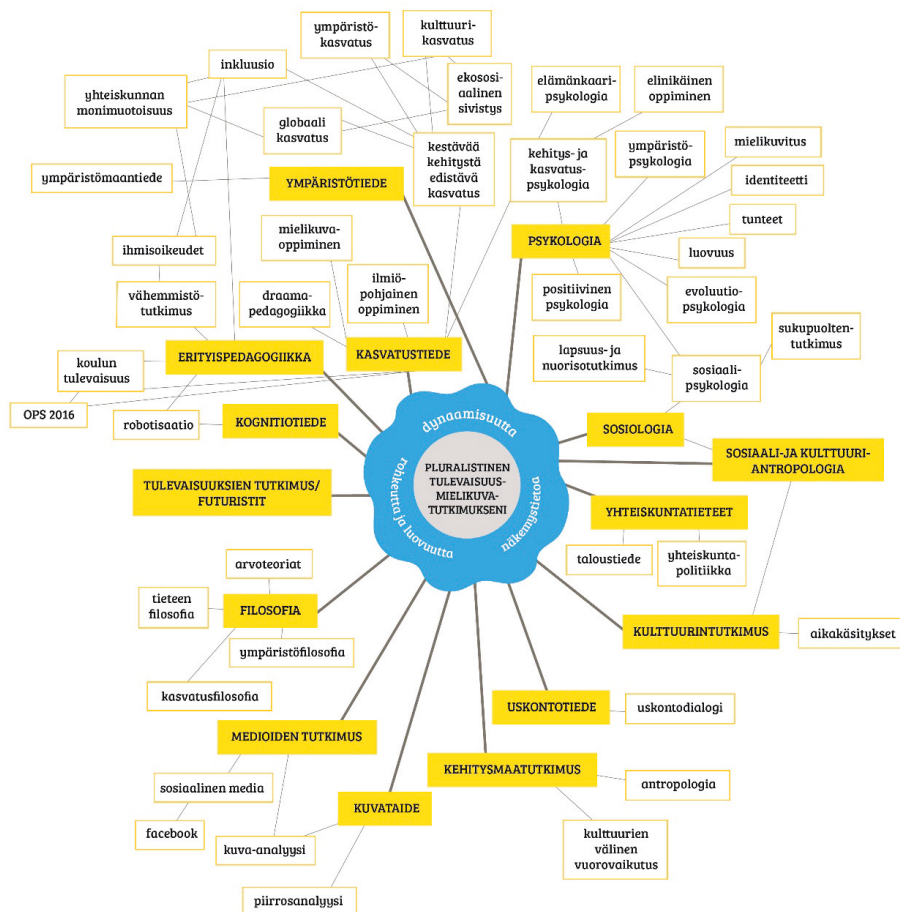 ympäristö-
kasvatus
kulttuuri-
kasvatus
inkluusio
ekososi-
aalinen
sivistys
elämänkaari-
psykologia
elinikäinen
oppiminen
yhteiskunnan
monimuotoisuus
globaali
kasvatus
kestävää
kehitystä
edistävä
kasvatus
kehitys- ja
kasvatus-
psykologia
ympäristö-
psykologia
mielikuvitus
identiteetti
ympäristömaantiede
YMPÄRISTÖTIEDE
tunteet
mielikuva-
oppiminen
PSYKOLOGIA
luovuus
ihmisoikeudet
ilmiö-
pohjainen
oppiminen
positiivinen
psykologia
evoluutio-
psykologia
vähemmistö-
tutkimus
draama-
pedagogiikka
sukupuolten-
tutkimus
ERITYISPEDAGOGIIKKA
KASVATUSTIEDE
lapsuus- ja
nuorisotutkimus
sosiaali-
psykologia
koulun
tulevaisuus
OPS 2016
robotisaatio
KOGNITIOTIEDE
dynaamisuutta
SOSIOLOGIA
SOSIAALI-JA KULTTUURI-
ANTROPOLOGIA
PLURALISTINEN
TULEVAISUUS-
MIELIKUVA-
TUTKIMUKSENI
rohkeutta ja luovuutta
näkemystietoa
TULEVAISUUKSIEN TUTKIMUS/
FUTURISTIT
YHTEISKUNTATIETEET
taloustiede
yhteiskunta-
politiikka
arvoteoriat
tieteen
filosofia
FILOSOFIA
ympäristöfilosofia
KULTTUURINTUTKIMUS
aikakäsitykset
kasvatusfilosofia
USKONTOTIEDE
uskontodialogi
MEDIOIDEN TUTKIMUS
KEHITYSMAATUTKIMUS
antropologia
sosiaalinen media
KUVATAIDE
facebook
kuva-analyysi
kulttuurien
välinen
vuorovaikutus
piirrosanalyysi